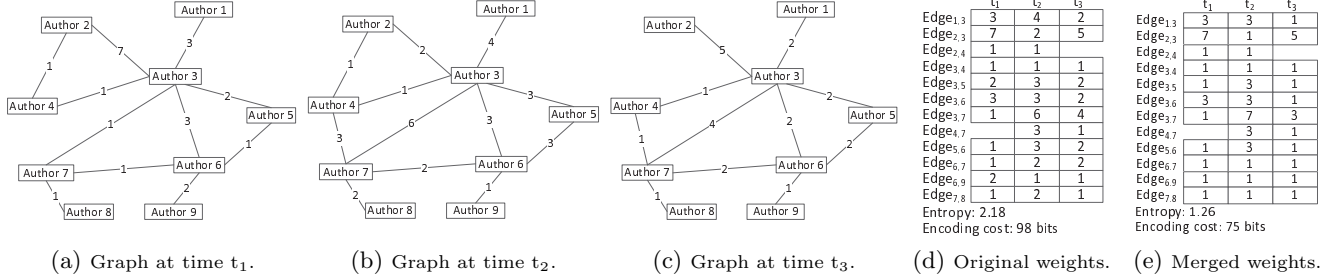 Author 1
Author 2
3
7
1
Author 3
Author 4
1
2
Author 5
1
3
1
Author 7
1
Author 6
1
2
Author 8
Author 9
(a) Graph at time t₁.
Author 1
Author 2
4
2
1
Author 3
Author 4
1
3
Author 5
3
6
3
3
Author 7
2
Author 6
2
1
Author 8
Author 9
(b) Graph at time t₂.
Author 1
Author 2
2
5
Author 3
Author 4
1
2
Author 5
1
4
2
2
Author 7
2
Author 6
1
1
Author 8
Author 9
(c) Graph at time t₃.
t₁ t₂ t₃
Edge₁,₃ 3 4 2
Edge₂,₃ 7 2 5
Edge₂,₄ 1 1
Edge₃,₄ 1 1 1
Edge₃,₅ 2 3 2
Edge₃,₆ 3 3 2
Edge₃,₇ 1 6 4
Edge₄,₇ 3 1
Edge₅,₆ 1 3 2
Edge₆,₇ 1 2 2
Edge₆,₉ 2 1 1
Edge₇,₈ 1 2 1
Entropy: 2.18
Encoding cost: 98 bits
(d) Original weights.
t₁ t₂ t₃
Edge₁,₃ 3 3 1
Edge₂,₃ 7 1 5
Edge₂,₄ 1 1
Edge₃,₄ 1 1 1
Edge₃,₅ 1 3 1
Edge₃,₆ 3 3 1
Edge₃,₇ 1 7 3
Edge₄,₇ 3 1
Edge₅,₆ 1 3 1
Edge₆,₇ 1 1 1
Edge₆,₉ 1 1 1
Edge₇,₈ 1 1 1
Entropy: 1.26
Encoding cost: 75 bits
(e) Merged weights.